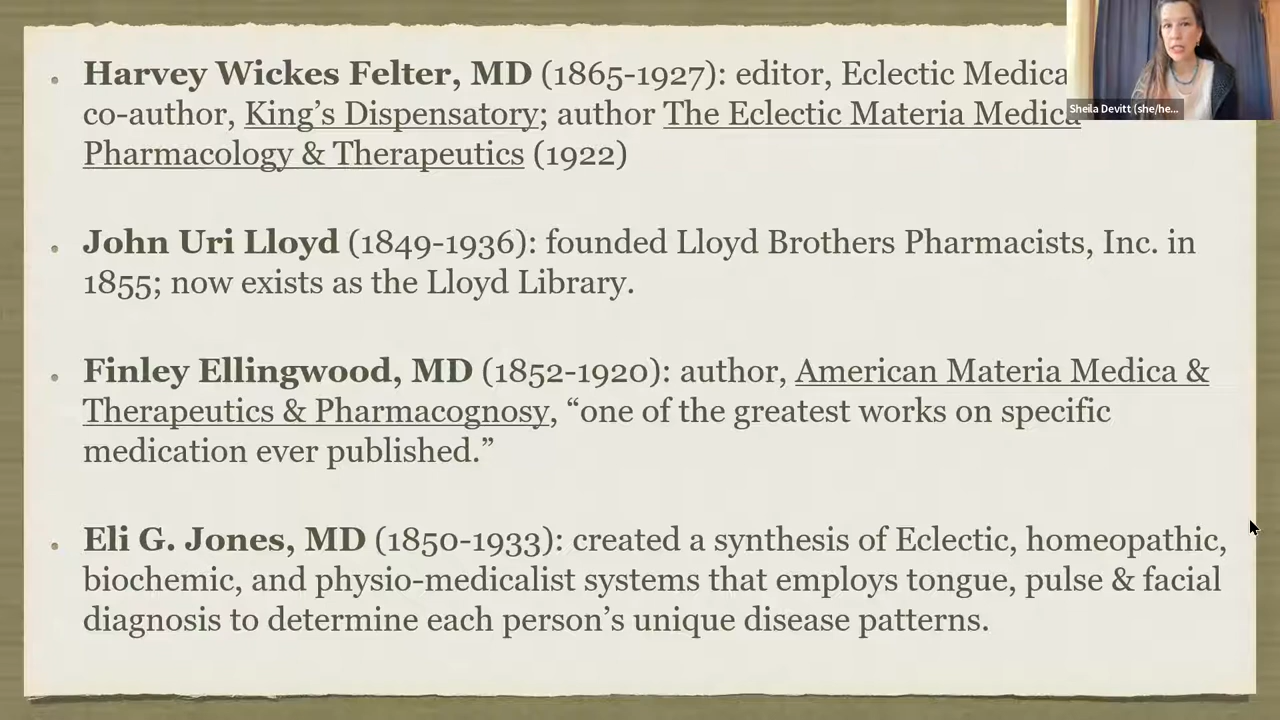 Harvey Wickes Felter, MD (1865-1927): editor, Eclectic
Sheila Devitt (she/he...
co-author, King’s Dispensatory; author The Eclectic Materia Medica
Pharmacology & Therapeutics (1922)
John Uri Lloyd (1849-1936): founded Lloyd Brothers Pharmacists, Inc. in
1855; now exists as the Lloyd Library.
Finley Ellingwood, MD (1852-1920): author, American Materia Medica &
Therapeutics & Pharmacognosy, “one of the greatest works on specific
medication ever published.”
Eli G. Jones, MD (1850-1933): created a synthesis of Eclectic, homeopathic,
biochemic, and physio-medicalist systems that employs tongue, pulse & facial
diagnosis to determine each person’s unique disease patterns.